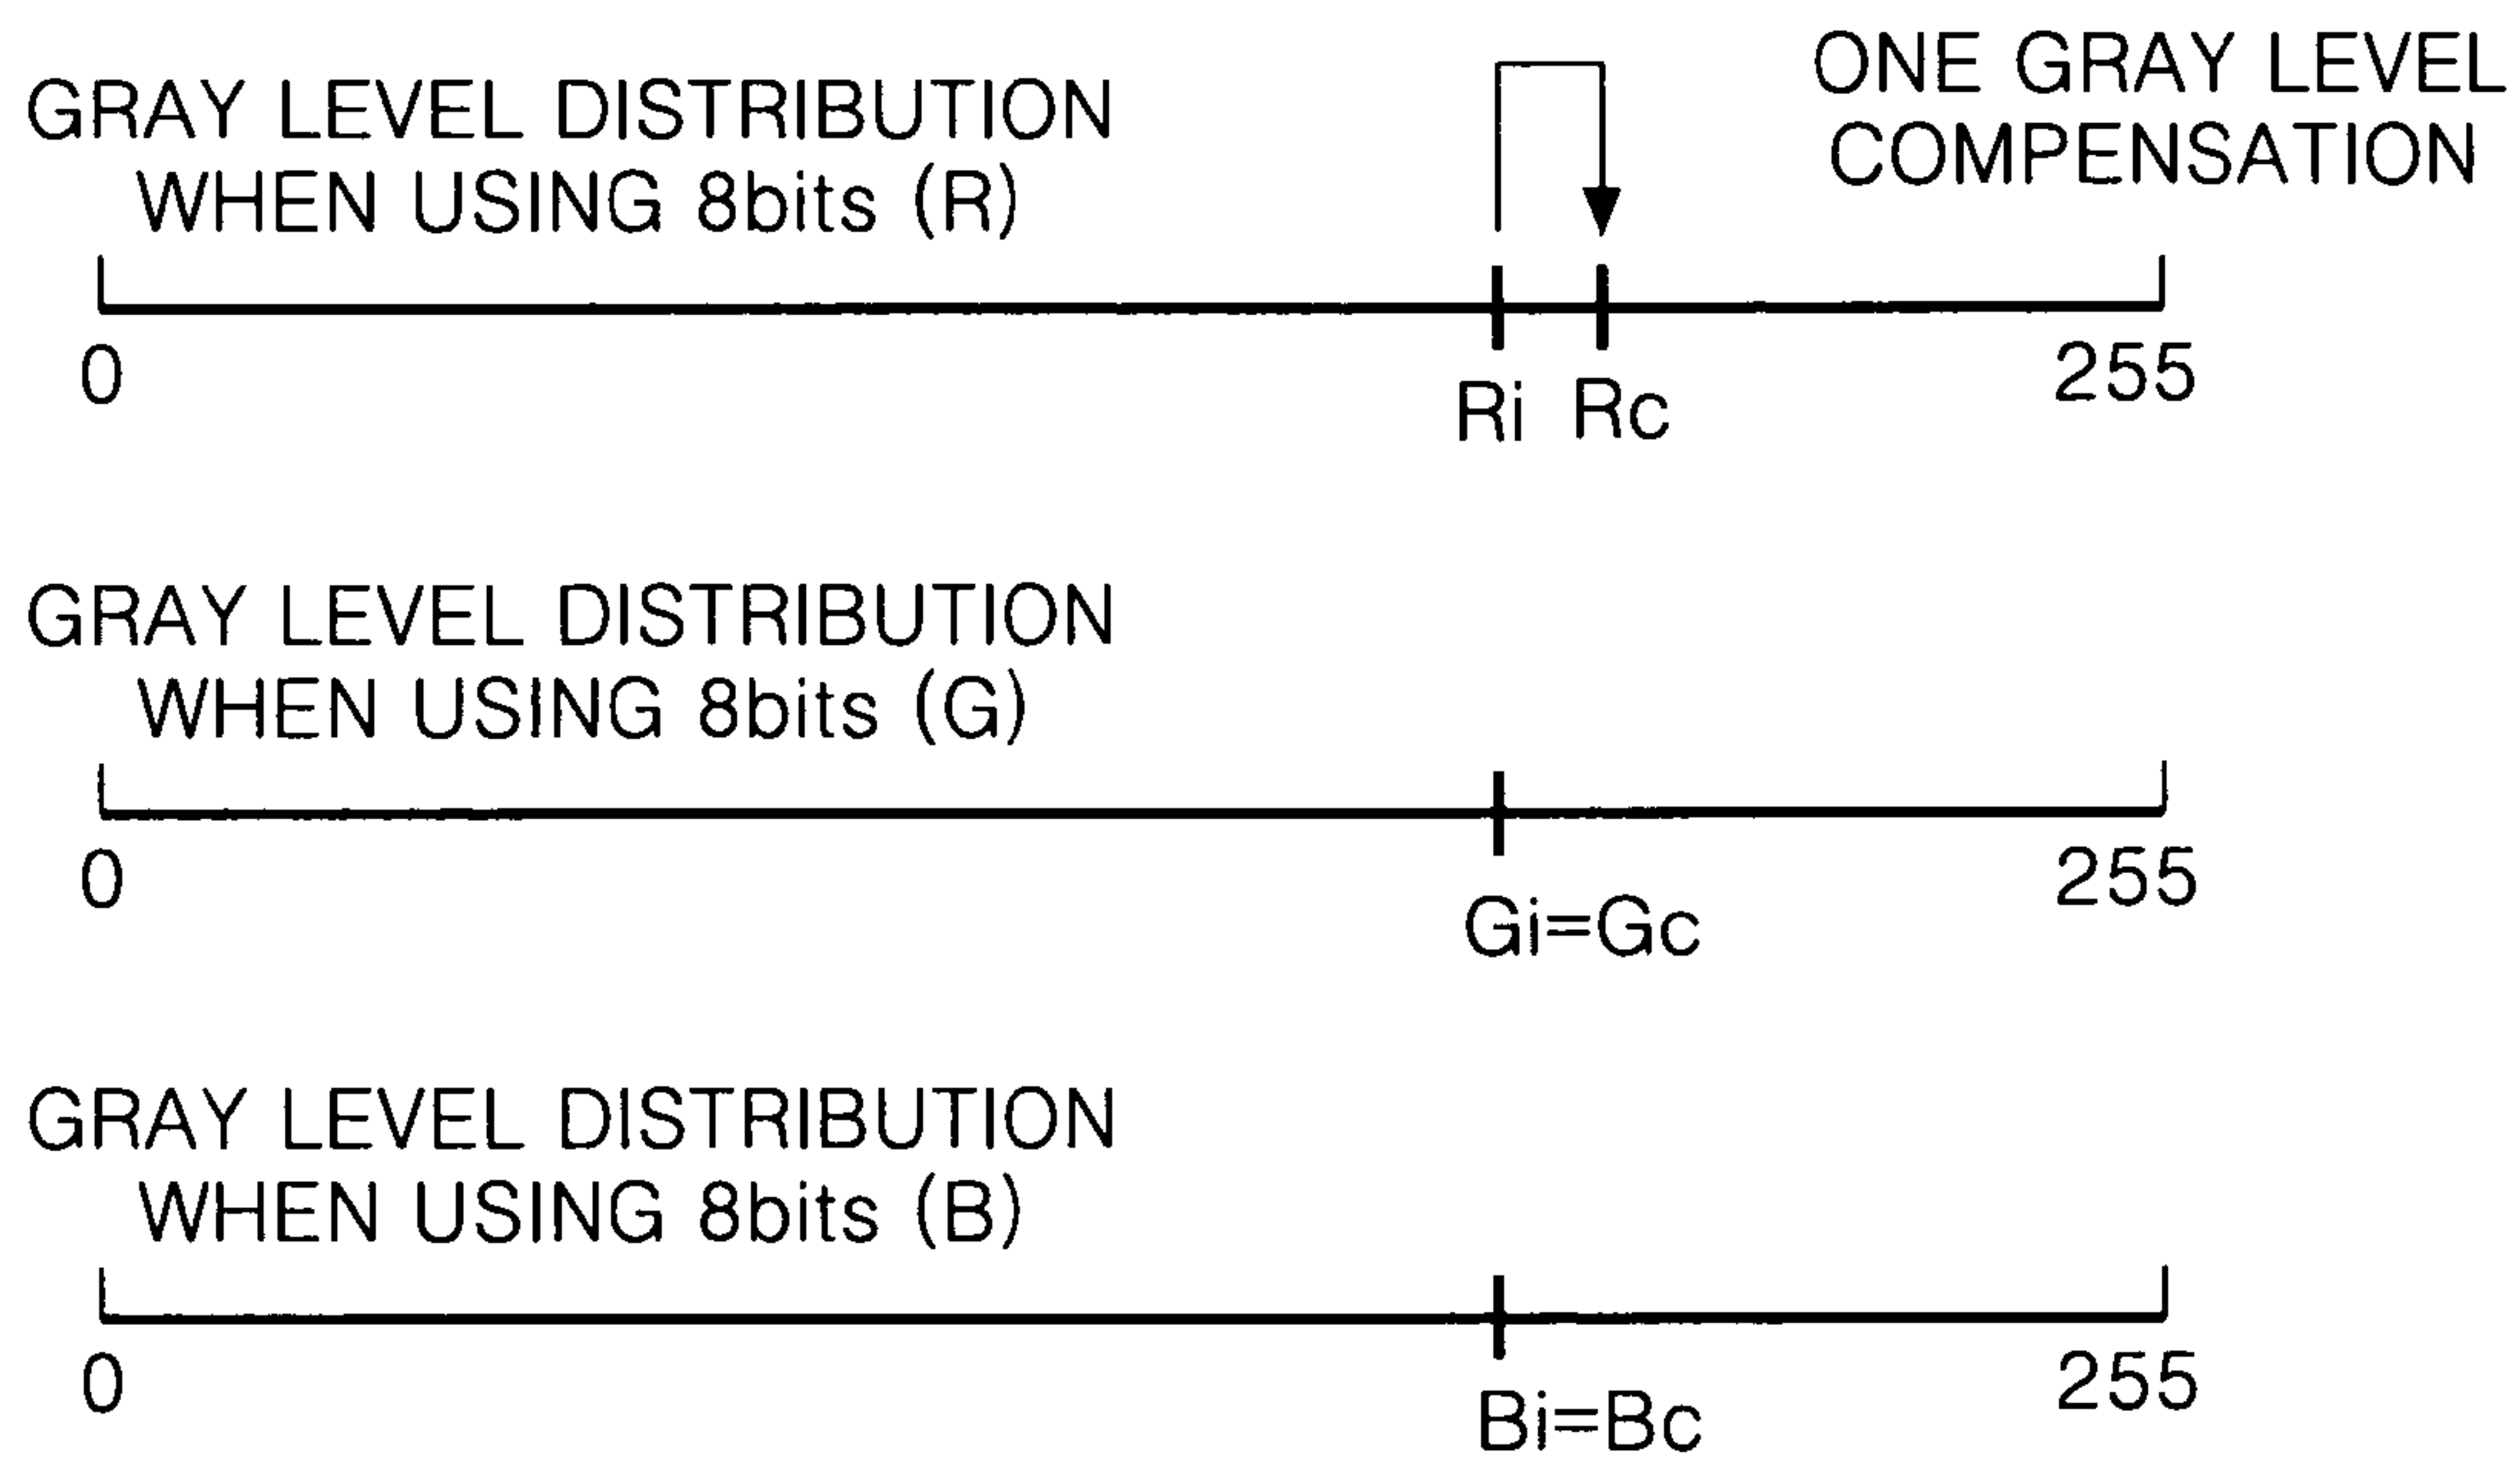 ONE GRAY LEVEL
COMPENSATION
GRAY LEVEL DISTRIBUTION
WHEN USING 8bits (R)
0
Ri
Rc
255
GRAY LEVEL DISTRIBUTION
WHEN USING 8bits (G)
0
Gi=Gc
255
GRAY LEVEL DISTRIBUTION
WHEN USING 8bits (B)
0
Bi=Bc
255